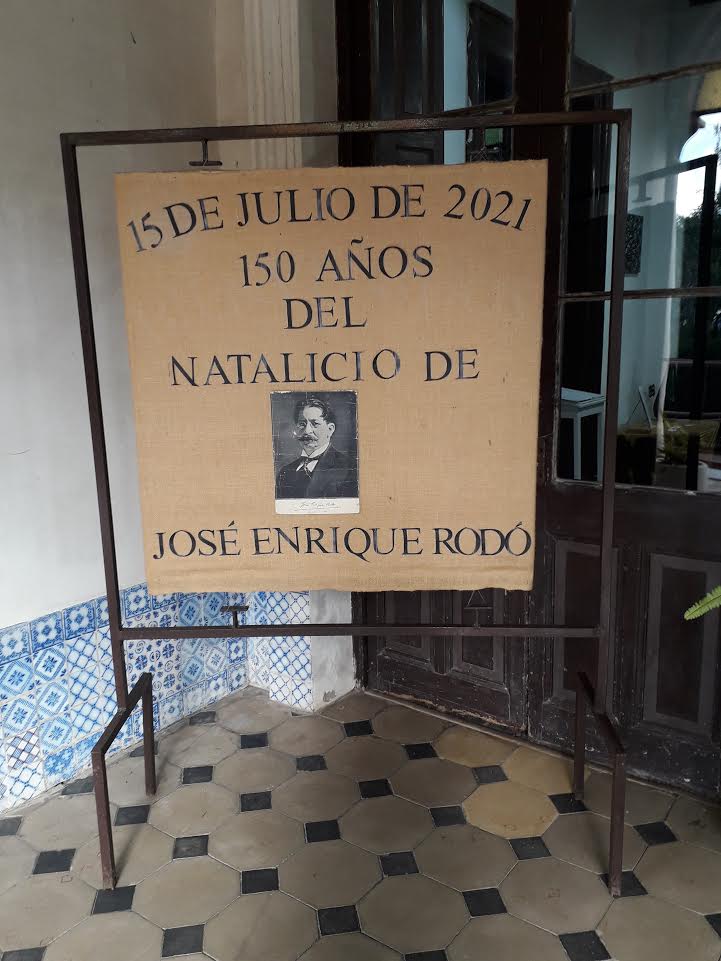 15 DE JULIO DE 2021
150 AÑOS
DEL
NATALICIO DE
JOSÉ ENRIQUE RODÓ